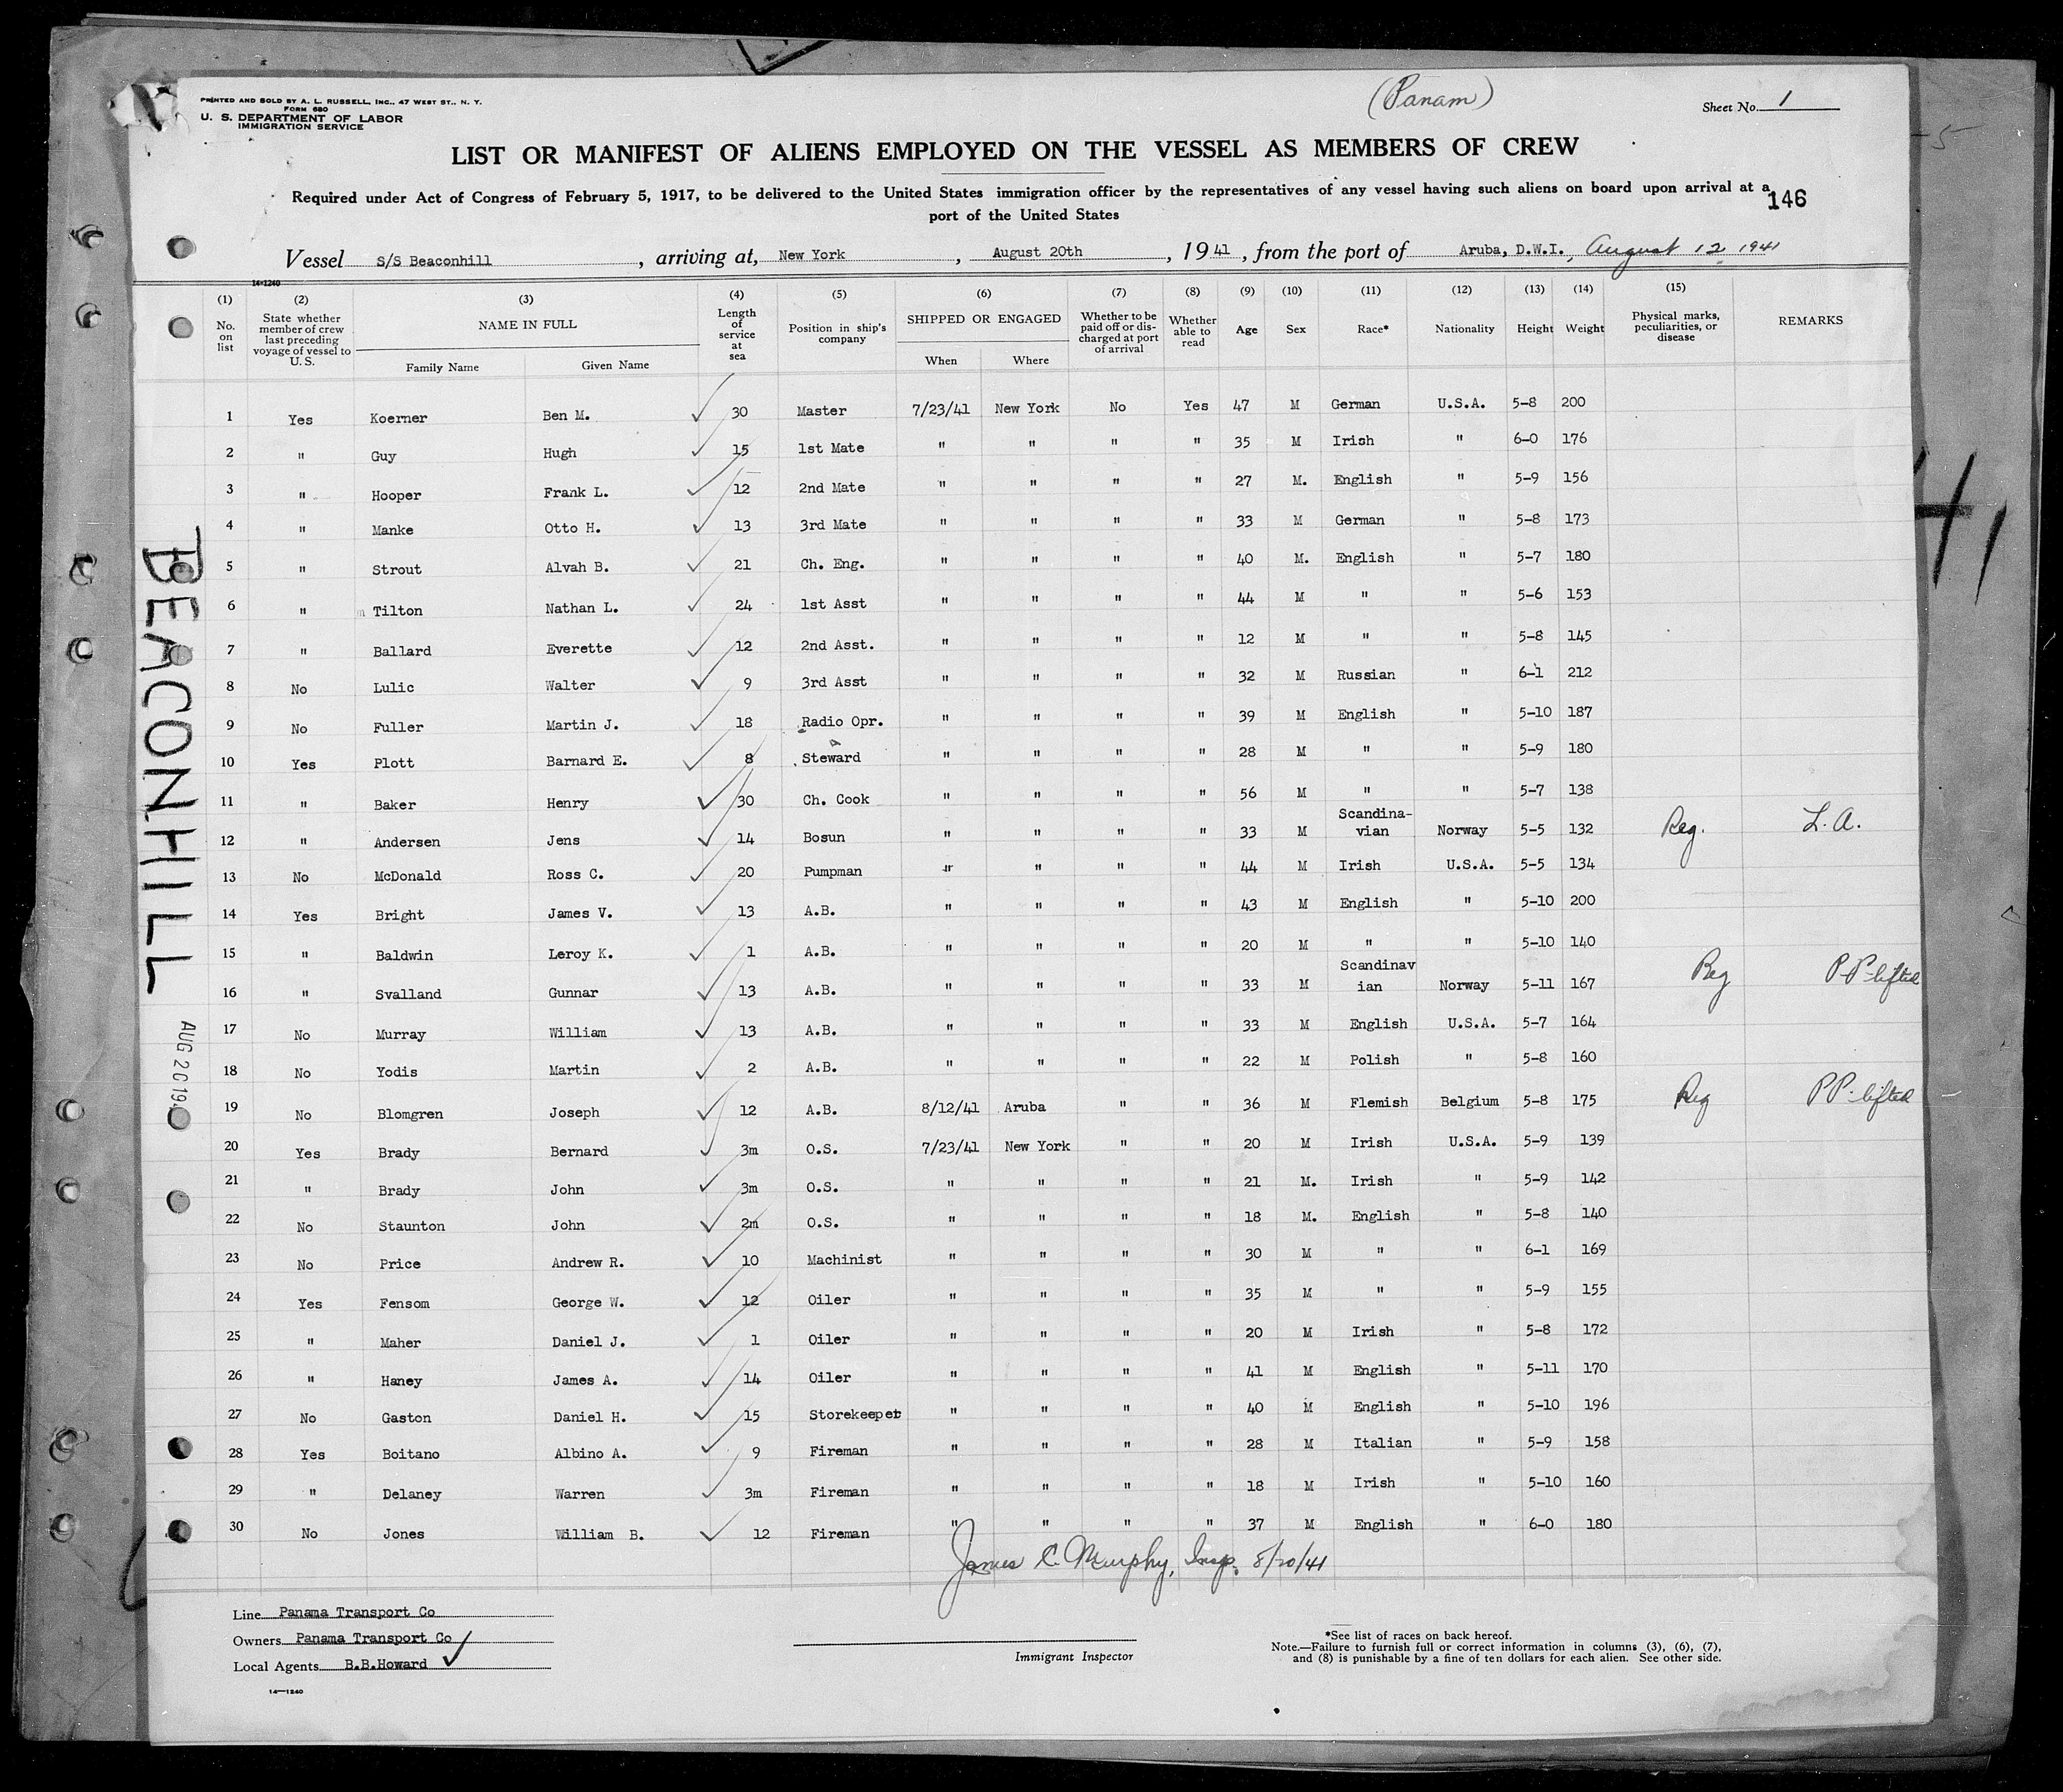 PRINTED AND SOLD BY A. L. RUSSELL, INC., 47 WEST ST., N. Y.
FORM 680
U. S. DEPARTMENT OF LABOR
IMMIGRATION SERVICE
(Panam)
Sheet No. 1
LIST OR MANIFEST OF ALIENS EMPLOYED ON THE VESSEL AS MEMBERS OF CREW
Required under Act of Congress of February 5, 1917, to be delivered to the United States immigration officer by the representatives of any vessel having such aliens on board upon arrival at a
port of the United States
146
Vessel S/S Beaconhill, arriving at, New York, August 20th, 1941, from the port of Aruba, D.W.I., August 12 1941
14-1240
(1) (2) (3) (4) (5) (6) (7) (8) (9) (10) (11) (12) (13) (14) (15)
No. on list State whether member of crew last preceding voyage of vessel to U. S. NAME IN FULL Length of service at sea Position in ship's company SHIPPED OR ENGAGED Whether to be paid off or discharged at port of arrival Whether able to read Age Sex Race* Nationality Height Weight Physical marks, peculiarities, or disease REMARKS
Family Name Given Name When Where
1 Yes Koerner Ben M. 30 Master 7/23/41 New York No Yes 47 M German U.S.A. 5-8 200
2 " Guy Hugh 15 1st Mate " " " " 35 M Irish " 6-0 176
3 " Hooper Frank L. 12 2nd Mate " " " " 27 M. English " 5-9 156
4 " Manke Otto H. 13 3rd Mate " " " " 33 M German " 5-8 173
5 " Strout Alvah B. 21 Ch. Eng. " " " " 40 M. English " 5-7 180
6 " Tilton Nathan L. 24 1st Asst " " " " 44 M " " 5-6 153
7 " Ballard Everette 12 2nd Asst. " " " " 12 M " " 5-8 145
8 No Lulic Walter 9 3rd Asst " " " " 32 M Russian " 6-1 212
9 No Fuller Martin J. 18 Radio Opr. " " " " 39 M English " 5-10 187
10 Yes Plott Barnard E. 8 Steward " " " " 28 M " " 5-9 180
11 " Baker Henry 30 Ch. Cook " " " " 56 M " " 5-7 138
12 " Andersen Jens 14 Bosun " " " " 33 M Scandina-vian Norway 5-5 132 Reg. L.A.
13 No McDonald Ross C. 20 Pumpman " " " " 44 M Irish U.S.A. 5-5 134
14 Yes Bright James V. 13 A.B. " " " " 43 M English " 5-10 200
15 " Baldwin Leroy K. 1 A.B. " " " " 20 M " " 5-10 140
16 " Svalland Gunnar 13 A.B. " " " " 33 M Scandinav ian Norway 5-11 167 Reg PP-lifted
17 No Murray William 13 A.B. " " " " 33 M English U.S.A. 5-7 164
18 No Yodis Martin 2 A.B. " " " " 22 M Polish " 5-8 160
19 No Blomgren Joseph 12 A.B. 8/12/41 Aruba " " 36 M Flemish Belgium 5-8 175 Reg PP-lifted
20 Yes Brady Bernard 3m O.S. 7/23/41 New York " " 20 M Irish U.S.A. 5-9 139
21 " Brady John 3m O.S. " " " " 21 M. Irish " 5-9 142
22 No Staunton John 2m O.S. " " " " 18 M. English " 5-8 140
23 No Price Andrew R. 10 Machinist " " " " 30 M " " 6-1 169
24 Yes Fensom George W. 12 Oiler " " " " 35 M " " 5-9 155
25 " Maher Daniel J. 1 Oiler " " " " 20 M Irish " 5-8 172
26 " Haney James A. 14 Oiler " " " " 41 M English " 5-11 170
27 No Gaston Daniel H. 15 Storekeeper " " " " 40 M English " 5-10 196
28 Yes Boitano Albino A. 9 Fireman " " " " 28 M Italian " 5-9 158
29 " Delaney Warren 3m Fireman " " " " 18 M Irish " 5-10 160
30 No Jones William B. 12 Fireman " " " " 37 M English " 6-0 180
James C. Murphy, Insp. 8/20/41
BEACONHILL
AUG 20 194
Line Panama Transport Co
Owners Panama Transport Co
Local Agents B.B.Howard
14-1240
Immigrant Inspector
*See list of races on back hereof.
Note.—Failure to furnish full or correct information in columns (3), (6), (7),
and (8) is punishable by a fine of ten dollars for each alien. See other side.
41